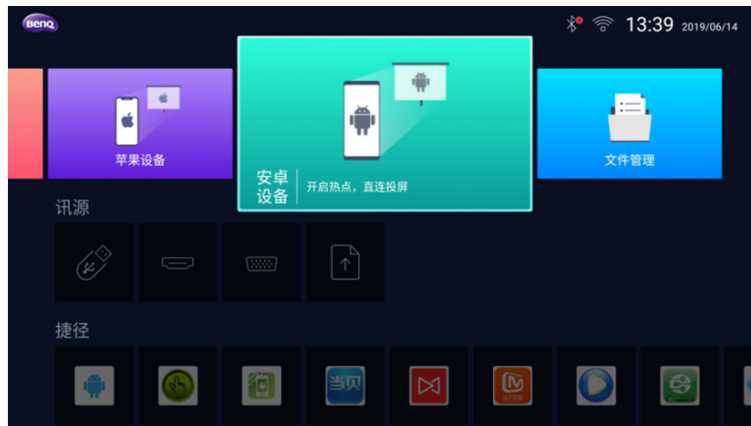 BenQ
13:39 2019/06/14
苹果设备
安卓
设备
开启热点，直连投屏
文件管理
讯源
捷径
当贝